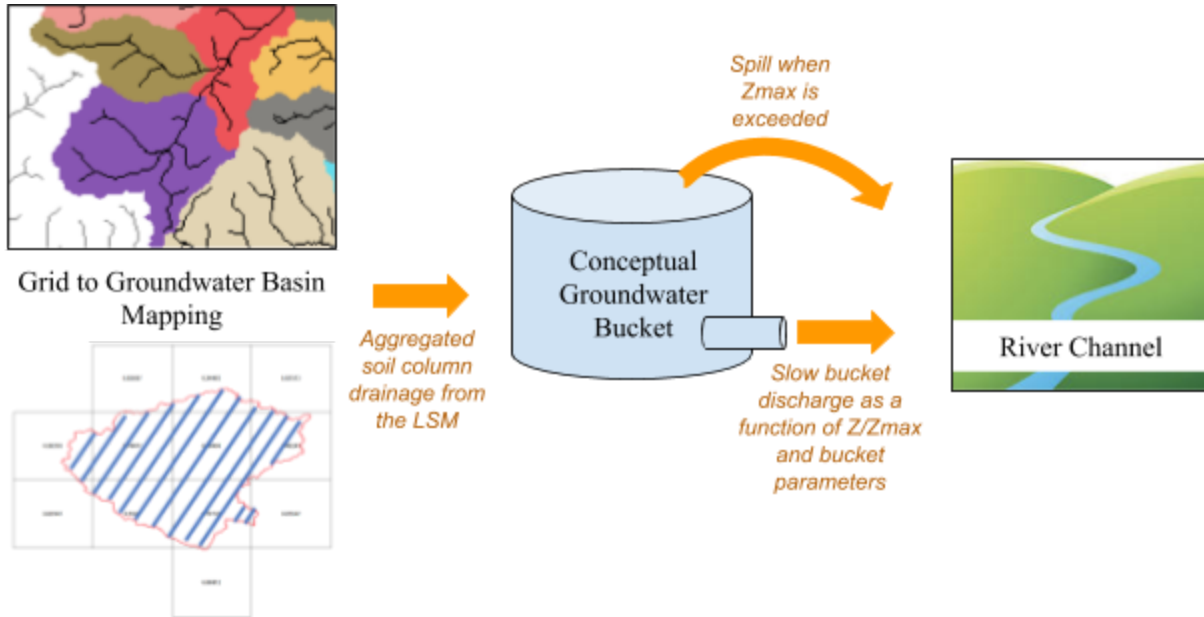 Grid to Groundwater Basin
Mapping
Aggregated
soil column
drainage from
the LSM
Spill when
Zmax is
exceeded
Conceptual
Groundwater
Bucket
Slow bucket
discharge as a
function of Z/Zmax
and bucket
parameters
River Channel